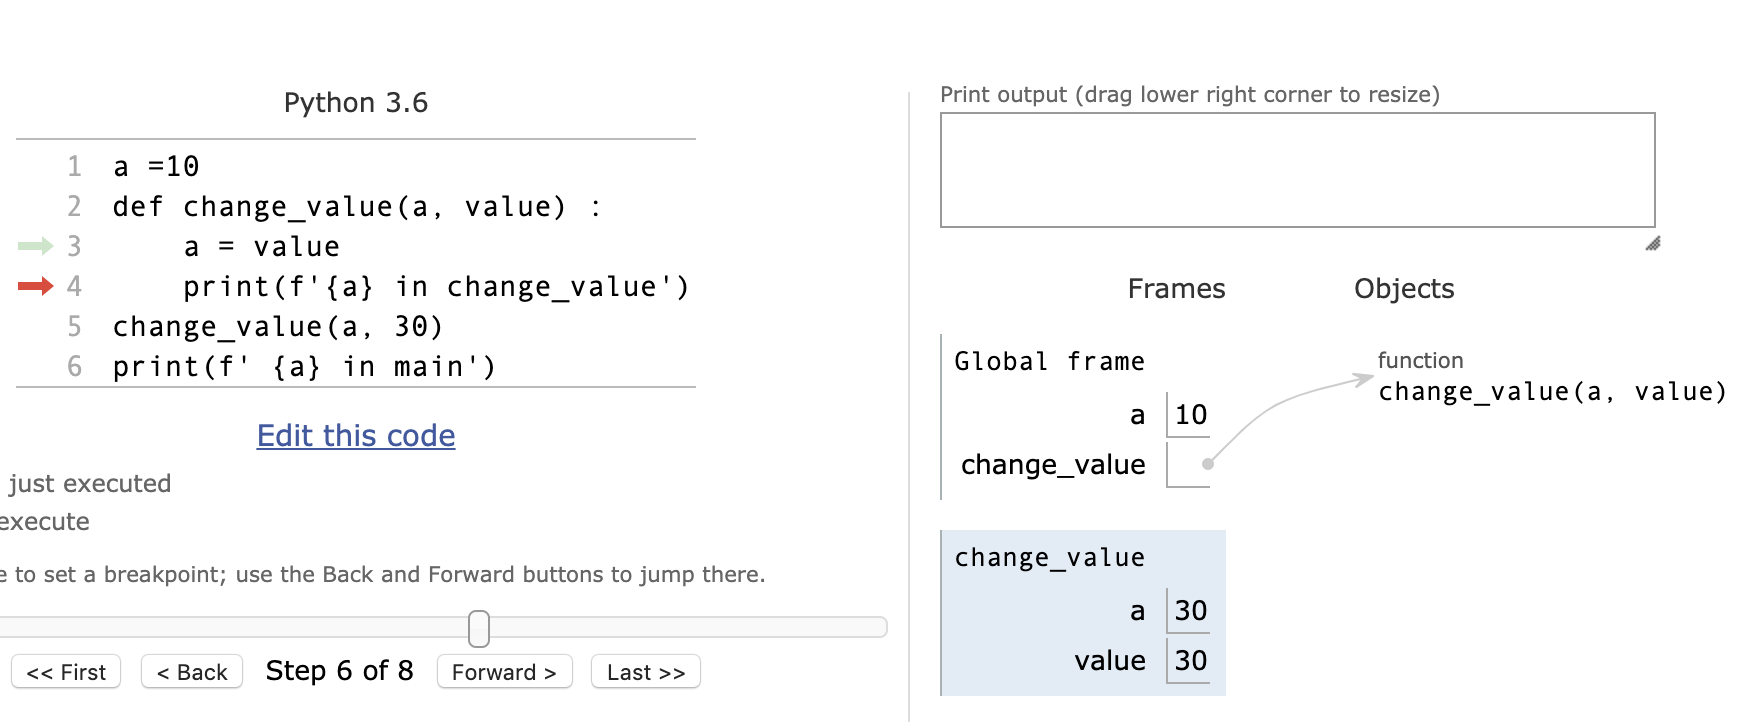 Python 3.6
1 a =10
2 def change_value(a, value) :
3     a = value
4     print(f'{a} in change_value')
5 change_value(a, 30)
6 print(f' {a} in main')
Edit this code
just executed
execute
e to set a breakpoint; use the Back and Forward buttons to jump there.
<< First < Back Step 6 of 8 Forward > Last >>
Print output (drag lower right corner to resize)
Frames Objects
Global frame
a 10
change_value
function
change_value(a, value)
change_value
a 30
value 30